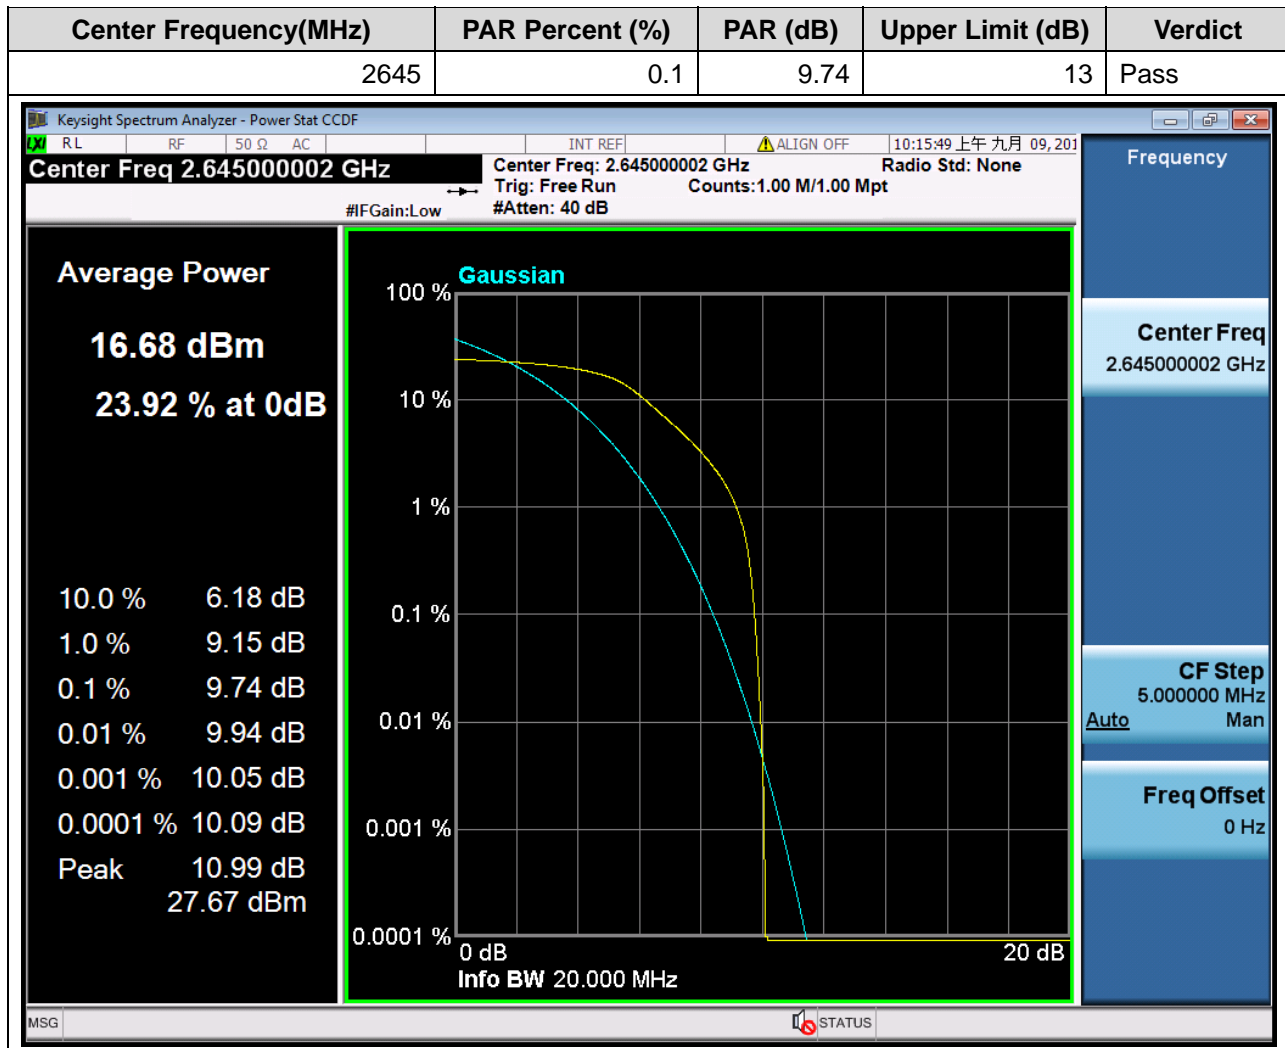 Center Frequency(MHz) PAR Percent (%) PAR (dB) Upper Limit (dB) Verdict
2645 0.1 9.74 13 Pass
Keysight Spectrum Analyzer - Power Stat CCDF
LXI RL RF 50 Ω AC INT REF ALIGN OFF 10:15:49 上午 九月 09, 201
Center Freq 2.645000002 GHz
Center Freq: 2.645000002 GHz Radio Std: None
Trig: Free Run Counts:1.00 M/1.00 Mpt
#IFGain:Low #Atten: 40 dB
Average Power
16.68 dBm
23.92 % at 0dB
10.0 % 6.18 dB
1.0 % 9.15 dB
0.1 % 9.74 dB
0.01 % 9.94 dB
0.001 % 10.05 dB
0.0001 % 10.09 dB
Peak 10.99 dB
27.67 dBm
Gaussian
100 %
10 %
1 %
0.1 %
0.01 %
0.001 %
0.0001 %
0 dB 20 dB
Info BW 20.000 MHz
Frequency
Center Freq
2.645000002 GHz
CF Step
5.000000 MHz
Auto Man
Freq Offset
0 Hz
MSG STATUS